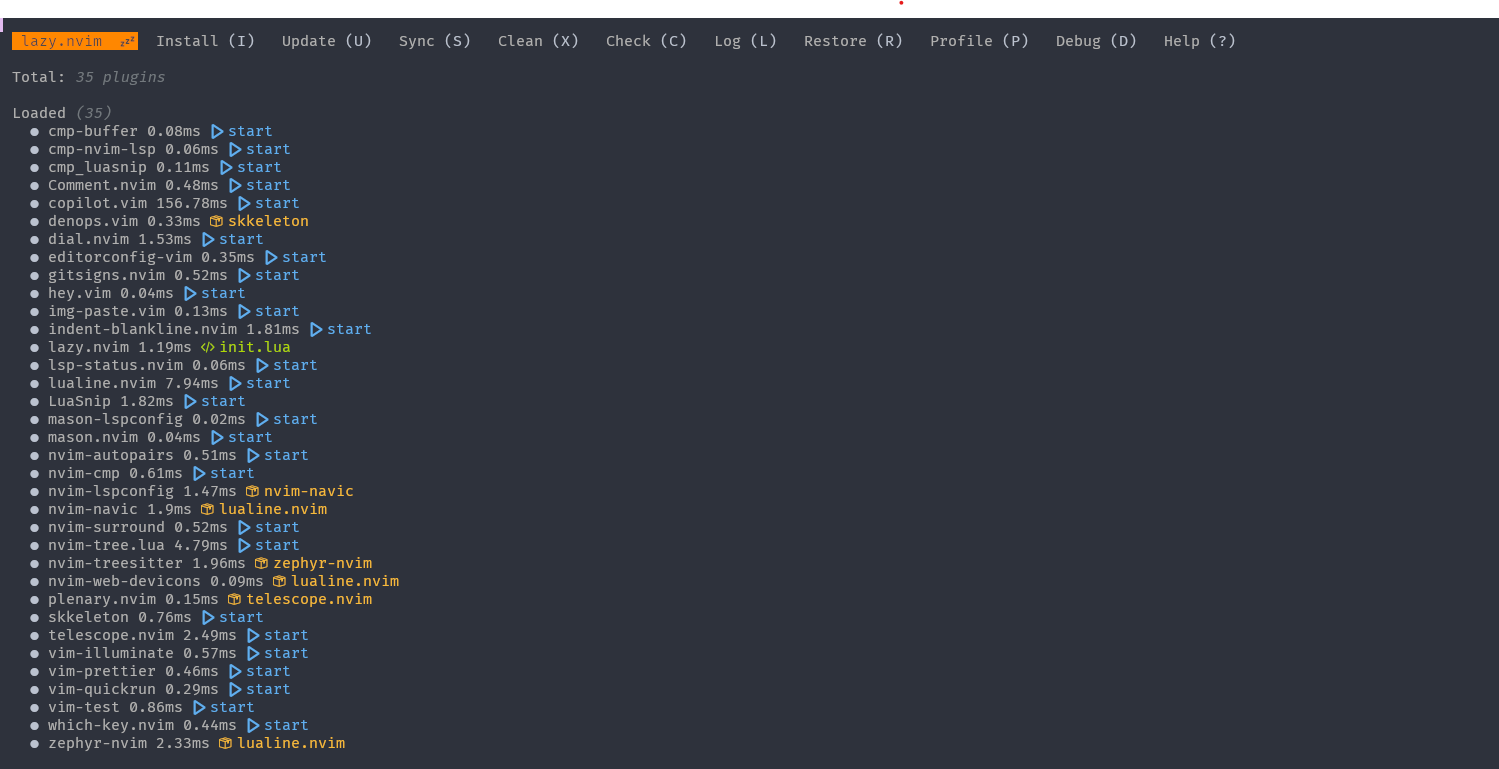 lazy.nvim 💤 Install (I) Update (U) Sync (S) Clean (X) Check (C) Log (L) Restore (R) Profile (P) Debug (D) Help (?)
Total: 35 plugins
Loaded (35)
● cmp-buffer 0.08ms start
● cmp-nvim-lsp 0.06ms start
● cmp_luasnip 0.11ms start
● Comment.nvim 0.48ms start
● copilot.vim 156.78ms start
● denops.vim 0.33ms skkeleton
● dial.nvim 1.53ms start
● editorconfig-vim 0.35ms start
● gitsigns.nvim 0.52ms start
● hey.vim 0.04ms start
● img-paste.vim 0.13ms start
● indent-blankline.nvim 1.81ms start
● lazy.nvim 1.19ms init.lua
● lsp-status.nvim 0.06ms start
● lualine.nvim 7.94ms start
● LuaSnip 1.82ms start
● mason-lspconfig 0.02ms start
● mason.nvim 0.04ms start
● nvim-autopairs 0.51ms start
● nvim-cmp 0.61ms start
● nvim-lspconfig 1.47ms nvim-navic
● nvim-navic 1.9ms lualine.nvim
● nvim-surround 0.52ms start
● nvim-tree.lua 4.79ms start
● nvim-treesitter 1.96ms zephyr-nvim
● nvim-web-devicons 0.09ms lualine.nvim
● plenary.nvim 0.15ms telescope.nvim
● skkeleton 0.76ms start
● telescope.nvim 2.49ms start
● vim-illuminate 0.57ms start
● vim-prettier 0.46ms start
● vim-quickrun 0.29ms start
● vim-test 0.86ms start
● which-key.nvim 0.44ms start
● zephyr-nvim 2.33ms lualine.nvim